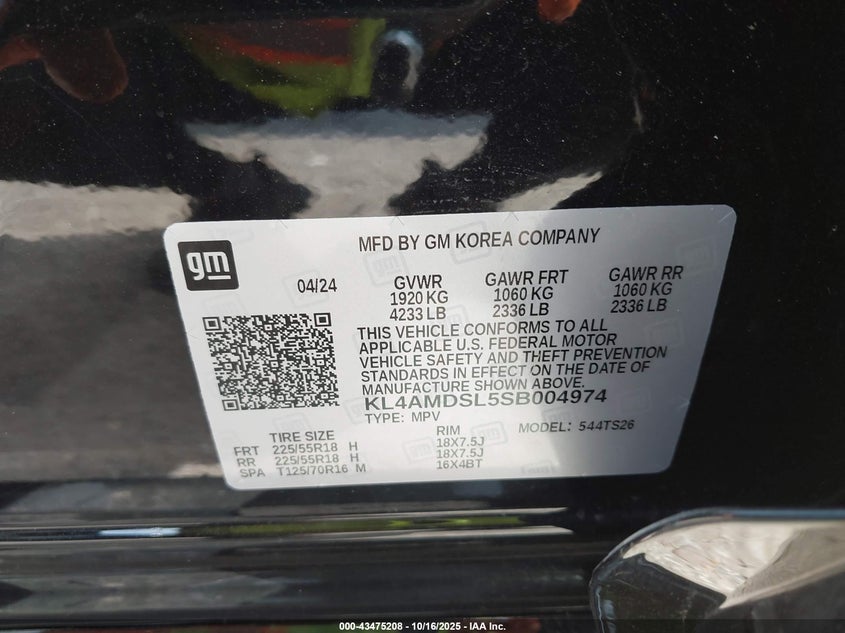 gm
MFD BY GM KOREA COMPANY
04/24
GVWR GAWR FRT GAWR RR
1920 KG 1060 KG 1060 KG
4233 LB 2336 LB 2336 LB
THIS VEHICLE CONFORMS TO ALL
APPLICABLE U.S. FEDERAL MOTOR
VEHICLE SAFETY AND THEFT PREVENTION
STANDARDS IN EFFECT ON THE DATE OF
MANUFACTURE SHOWN ABOVE.
KL4AMDSL5SB004974
TYPE: MPV MODEL: 544TS26
TIRE SIZE RIM
FRT 225/55R18 H 18X7.5J
RR 225/55R18 H 18X7.5J
SPA T125/70R16 M 16X4BT
000-43475208 - 10/16/2025 - IAA Inc.